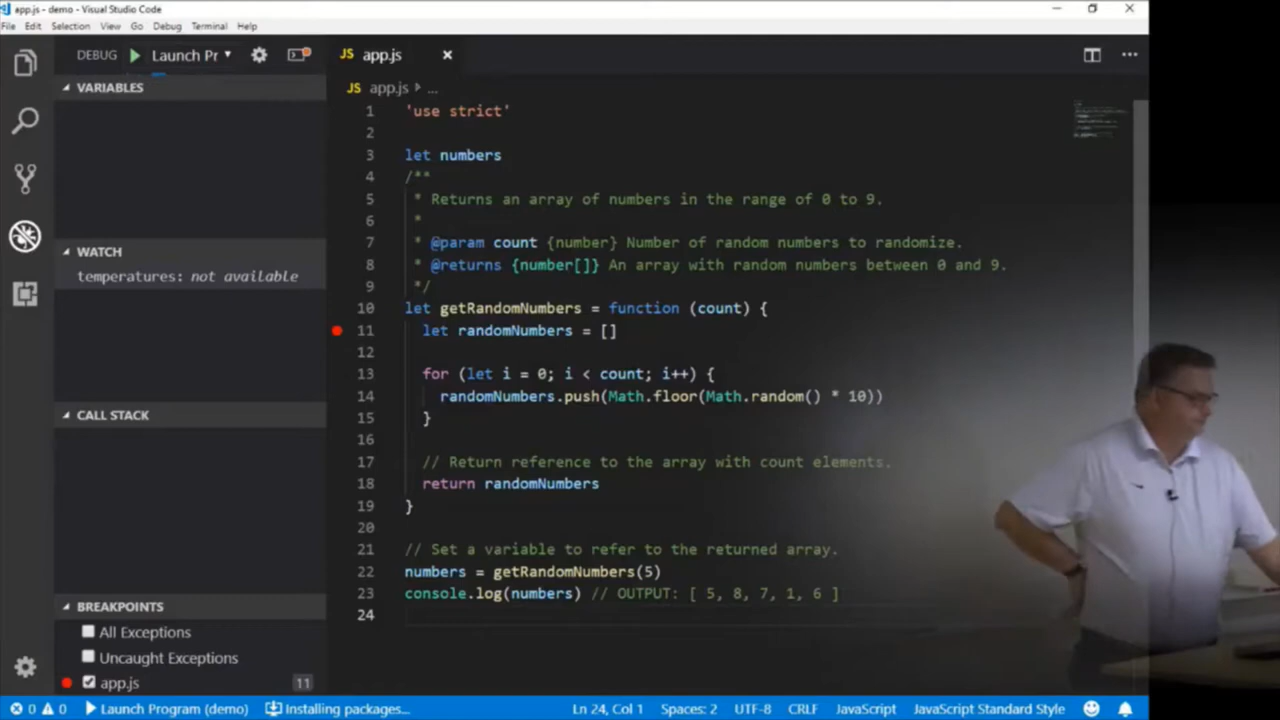 app.js - demo - Visual Studio Code
File Edit Selection View Go Debug Terminal Help
DEBUG Launch Pr
JS app.js
VARIABLES
WATCH
temperatures: not available
CALL STACK
BREAKPOINTS
All Exceptions
Uncaught Exceptions
app.js 11
JS app.js ...
1 'use strict'
2
3 let numbers
4 /**
5 * Returns an array of numbers in the range of 0 to 9.
6 *
7 * @param count {number} Number of random numbers to randomize.
8 * @returns {number[]} An array with random numbers between 0 and 9.
9 */
10 let getRandomNumbers = function (count) {
11 let randomNumbers = []
12
13 for (let i = 0; i < count; i++) {
14 randomNumbers.push(Math.floor(Math.random() * 10))
15 }
16
17 // Return reference to the array with count elements.
18 return randomNumbers
19 }
20
21 // Set a variable to refer to the returned array.
22 numbers = getRandomNumbers(5)
23 console.log(numbers) // OUTPUT: [ 5, 8, 7, 1, 6 ]
24
0 0 Launch Program (demo) Installing packages... Ln 24, Col 1 Spaces: 2 UTF-8 CRLF JavaScript JavaScript Standard Style